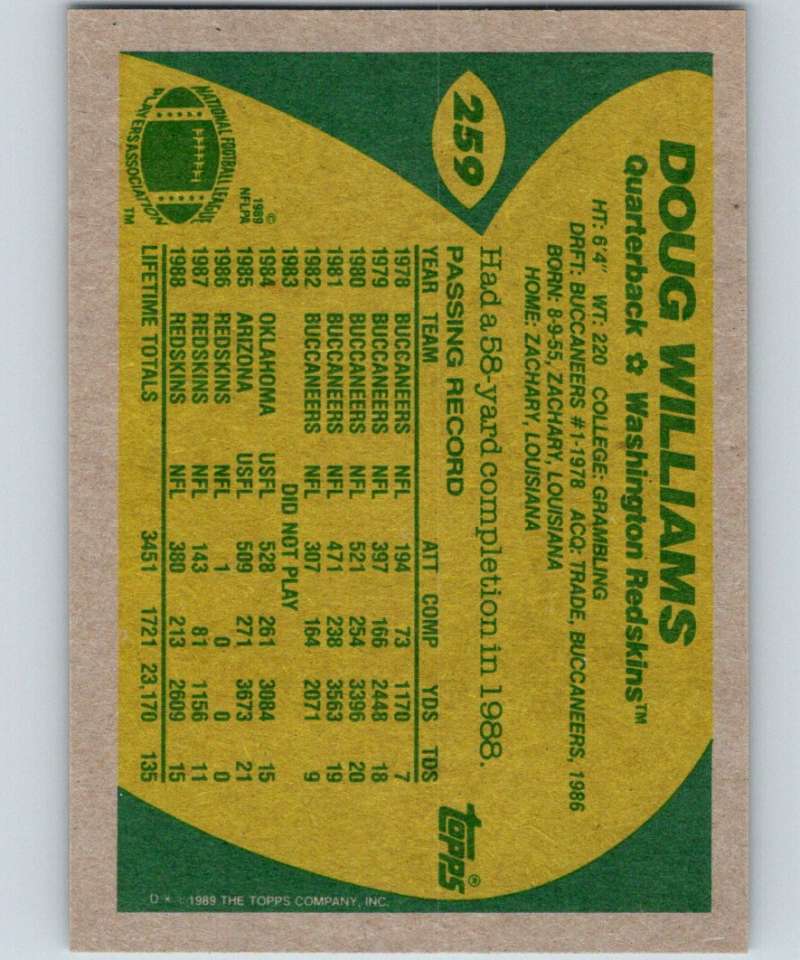 259
DOUG WILLIAMS
Quarterback ✿ Washington Redskins™
HT: 6'4" WT: 220 COLLEGE: GRAMBLING
DRFT: BUCCANEERS #1-1978 ACQ: TRADE, BUCCANEERS, 1986
BORN: 8-9-55, ZACHARY, LOUISIANA
HOME: ZACHARY, LOUISIANA
Had a 58-yard completion in 1988.
PASSING RECORD
YEAR TEAM ATT COMP YDS TDS
1978 BUCCANEERS NFL 194 73 1170 7
1979 BUCCANEERS NFL 397 166 2448 18
1980 BUCCANEERS NFL 521 254 3396 20
1981 BUCCANEERS NFL 471 238 3563 19
1982 BUCCANEERS NFL 307 164 2071 9
1983 DID NOT PLAY
1984 OKLAHOMA USFL 528 261 3084 15
1985 ARIZONA USFL 509 271 3673 21
1986 REDSKINS NFL 1 0 0 0
1987 REDSKINS NFL 143 81 1156 11
1988 REDSKINS NFL 380 213 2609 15
LIFETIME TOTALS 3451 1721 23,170 135
©
1989
NFLPA
NATIONAL FOOTBALL LEAGUE
PLAYERS ASSOCIATION
™
topps®
D * : 1989 THE TOPPS COMPANY, INC.